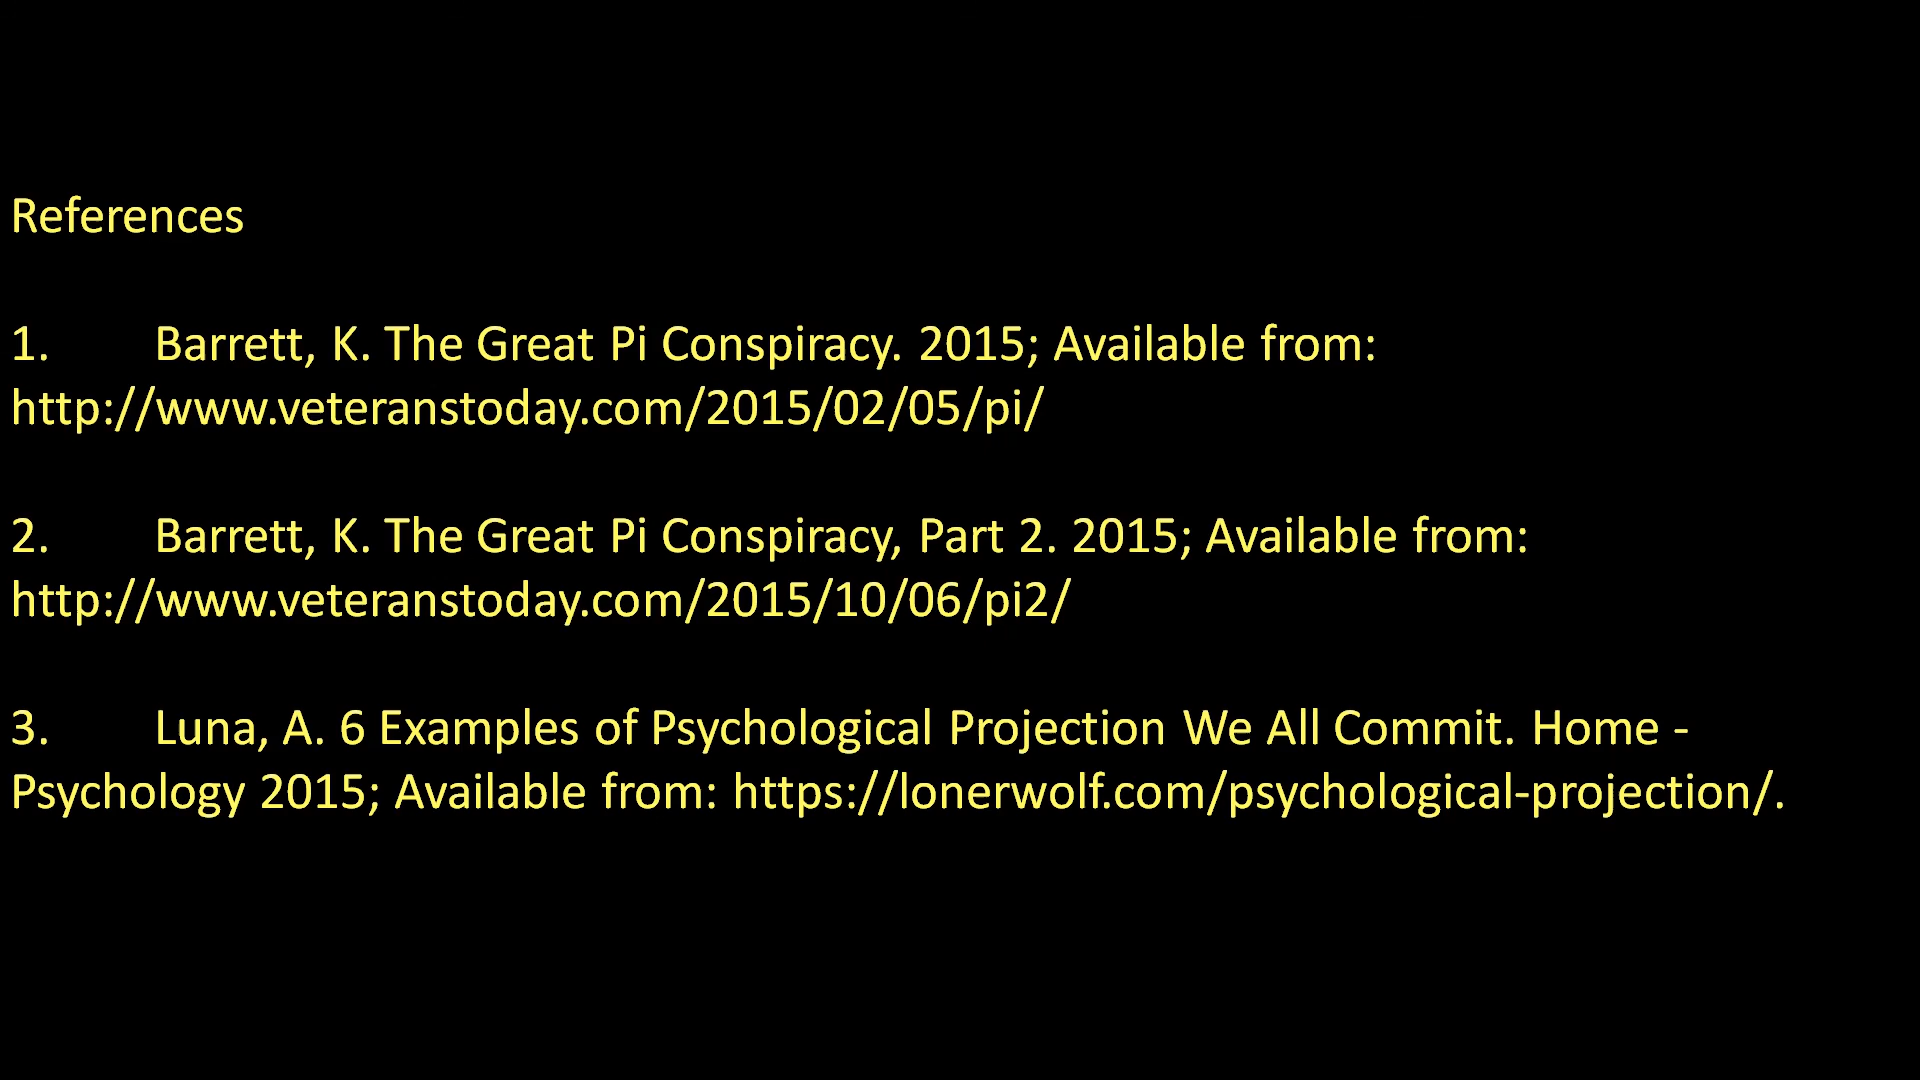 References
1. Barrett, K. The Great Pi Conspiracy. 2015; Available from:
http://www.veteranstoday.com/2015/02/05/pi/
2. Barrett, K. The Great Pi Conspiracy, Part 2. 2015; Available from:
http://www.veteranstoday.com/2015/10/06/pi2/
3. Luna, A. 6 Examples of Psychological Projection We All Commit. Home -
Psychology 2015; Available from: https://lonerwolf.com/psychological-projection/.